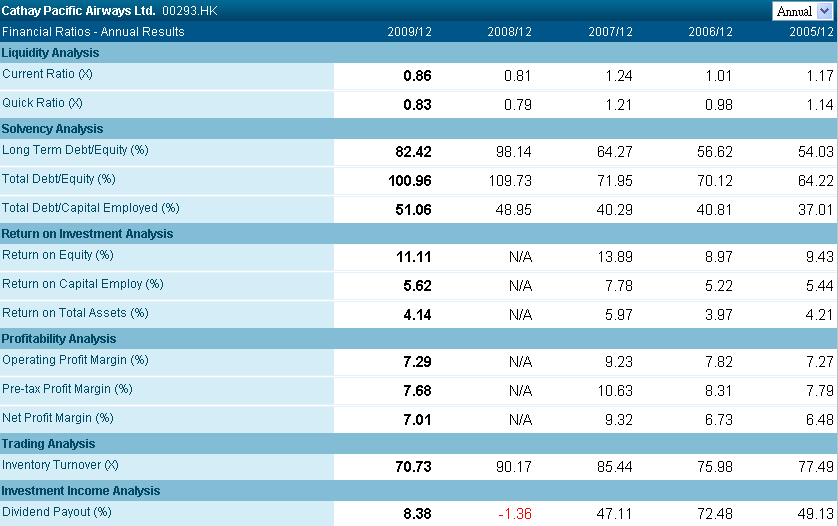 Cathay Pacific Airways Ltd. 00293.HK Annual
Financial Ratios - Annual Results 2009/12 2008/12 2007/12 2006/12 2005/12
Liquidity Analysis
Current Ratio (X) 0.86 0.81 1.24 1.01 1.17
Quick Ratio (X) 0.83 0.79 1.21 0.98 1.14
Solvency Analysis
Long Term Debt/Equity (%) 82.42 98.14 64.27 56.62 54.03
Total Debt/Equity (%) 100.96 109.73 71.95 70.12 64.22
Total Debt/Capital Employed (%) 51.06 48.95 40.29 40.81 37.01
Return on Investment Analysis
Return on Equity (%) 11.11 N/A 13.89 8.97 9.43
Return on Capital Employ (%) 5.62 N/A 7.78 5.22 5.44
Return on Total Assets (%) 4.14 N/A 5.97 3.97 4.21
Profitability Analysis
Operating Profit Margin (%) 7.29 N/A 9.23 7.82 7.27
Pre-tax Profit Margin (%) 7.68 N/A 10.63 8.31 7.79
Net Profit Margin (%) 7.01 N/A 9.32 6.73 6.48
Trading Analysis
Inventory Turnover (X) 70.73 90.17 85.44 75.98 77.49
Investment Income Analysis
Dividend Payout (%) 8.38 -1.36 47.11 72.48 49.13